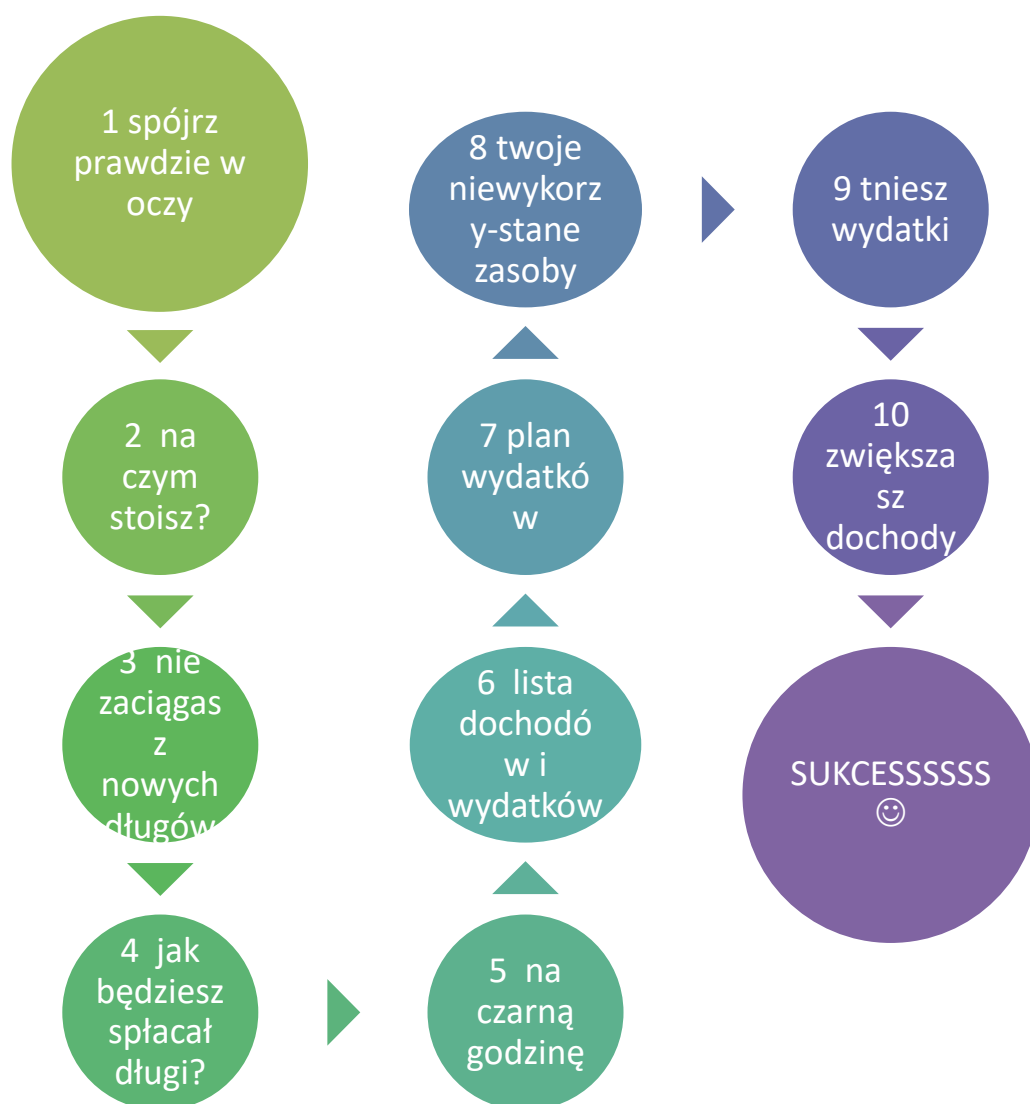 1 spójrz
prawdzie w
oczy
2  na
czym
stoisz?
3  nie
zaciągas
z
nowych
długów
4  jak
będziesz
spłacał
długi?
5  na
czarną
godzinę
6  lista
dochodó
w i
wydatków
7 plan
wydatkó
w
8 twoje
niewykorz
y-stane
zasoby
9 tniesz
wydatki
10
zwiększa
sz
dochody
SUKCESSSSSS
☺